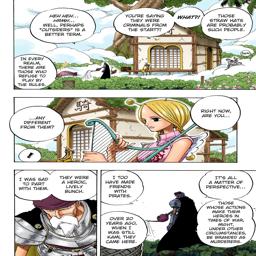 THOSE
STRAW HATS
ARE PROBABLY
SUCH PEOPLE.
WHAT?!
YOU'RE SAYING
THEY WERE
CRIMINALS FROM
THE START?!
HEH HEH...
HMMM...
WELL, PERHAPS
"OUTSIDERS" IS A
BETTER TERM.
IN EVERY
REALM,
THERE ARE
THOSE WHO
REFUSE TO
PLAY BY
THE RULES.
RIGHT NOW,
ARE YOU...
騎
...ANY
DIFFERENT
FROM THEM?
IT'S ALL
A MATTER OF
PERSPECTIVE...
THOSE
WHOSE ACTIONS
MAKE THEM
HEROES IN
TIMES OF WAR
MIGHT,
UNDER OTHER
CIRCUMSTANCES,
BE BRANDED AS
MURDERERS.
I TOO
HAVE MADE
FRIENDS WITH
PIRATES.
OVER 20
YEARS AGO,
WHEN I
WAS STILL
KAMI, THEY
CAME HERE.
THEY WERE
A HEROIC,
LIVELY
BUNCH.
I WAS SAD
TO PART
WITH THEM.